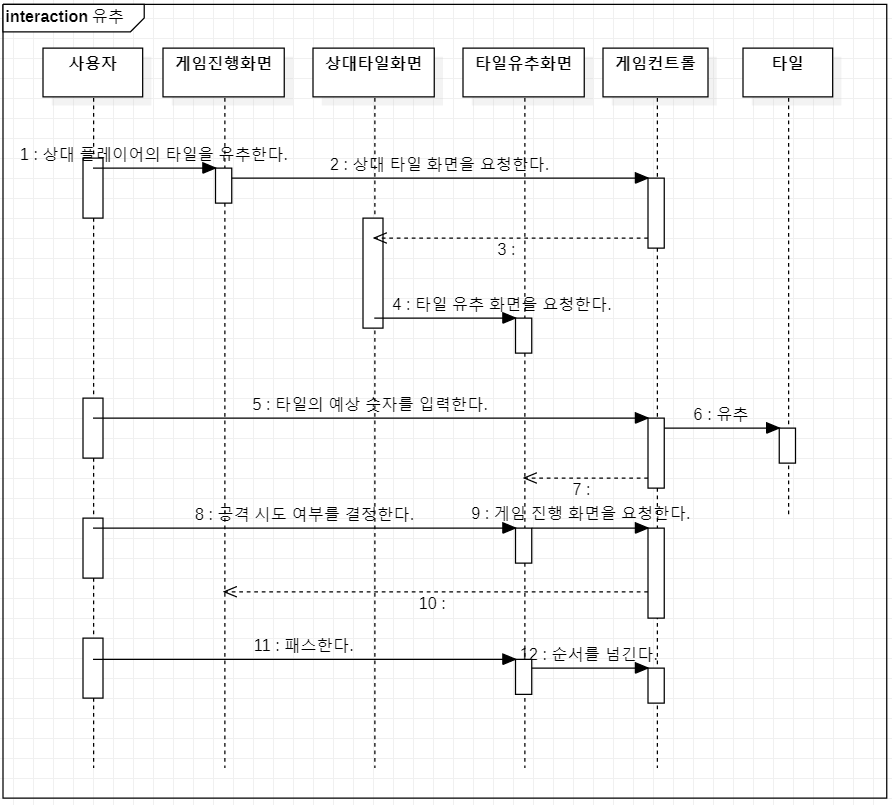 interaction 유추
사용자
게임진행화면
상대타일화면
타일유추화면
게임컨트롤
타일
1 : 상대 플레이어의 타일을 유추한다.
2 : 상대 타일 화면을 요청한다.
3 :
4 : 타일 유추 화면을 요청한다.
5 : 타일의 예상 숫자를 입력한다.
6 : 유추
7 :
8 : 공격 시도 여부를 결정한다.
9 : 게임 진행 화면을 요청한다.
10 :
11 : 패스한다.
12 : 순서를 넘긴다.